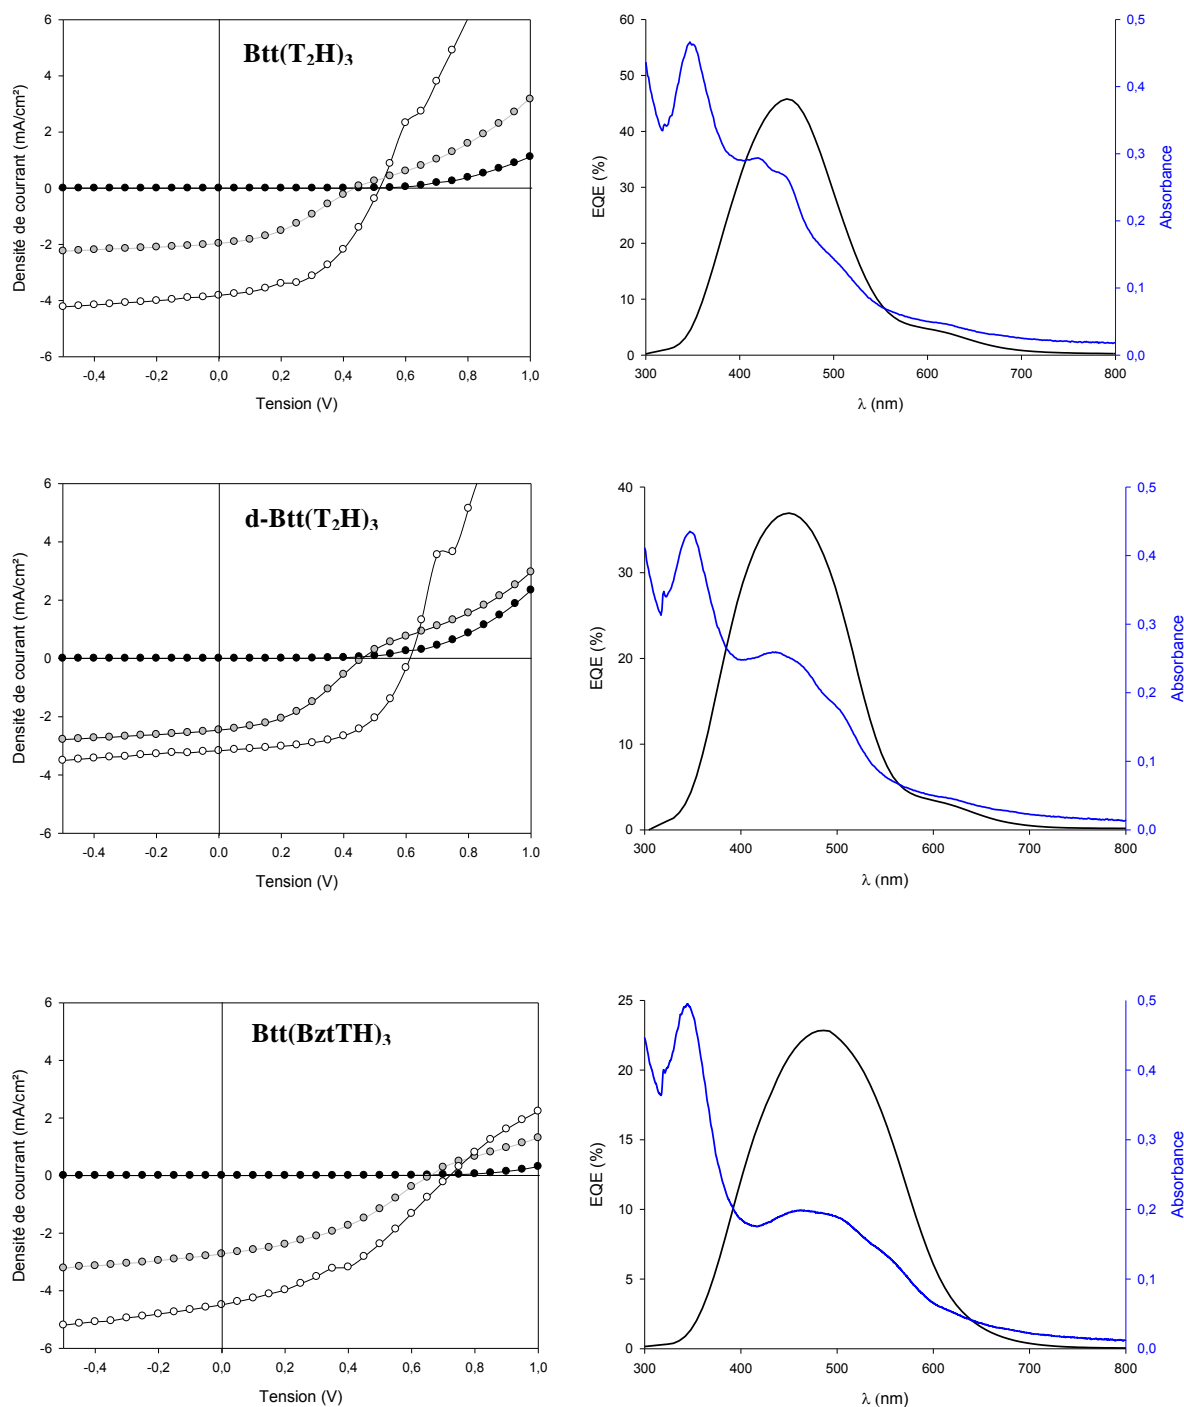 Btt(T₂H)₃
6
4
2
0
-2
-4
-6
-0,4 -0,2 0,0 0,2 0,4 0,6 0,8 1,0
Densité de courrant (mA/cm²)
Tension (V)
60
50
40
30
20
10
0
0,5
0,4
0,3
0,2
0,1
0,0
300 400 500 600 700 800
EQE (%)
Absorbance
λ (nm)
d-Btt(T₂H)₃
6
4
2
0
-2
-4
-6
-0.4 -0.2 0.0 0.2 0.4 0.6 0.8 1.0
Densité de courrant (mA/cm²)
Tension (V)
40
30
20
10
0
0,5
0,4
0,3
0,2
0,1
0,0
300 400 500 600 700 800
EQE (%)
Absorbance
λ (nm)
Btt(BztTH)₃
6
4
2
0
-2
-4
-6
-0,4 -0,2 0,0 0,2 0,4 0,6 0,8 1,0
Densité de courrant (mA/cm²)
Tension (V)
25
20
15
10
5
0
0,5
0,4
0,3
0,2
0,1
0,0
300 400 500 600 700 800
EQE (%)
Absorbance
λ (nm)